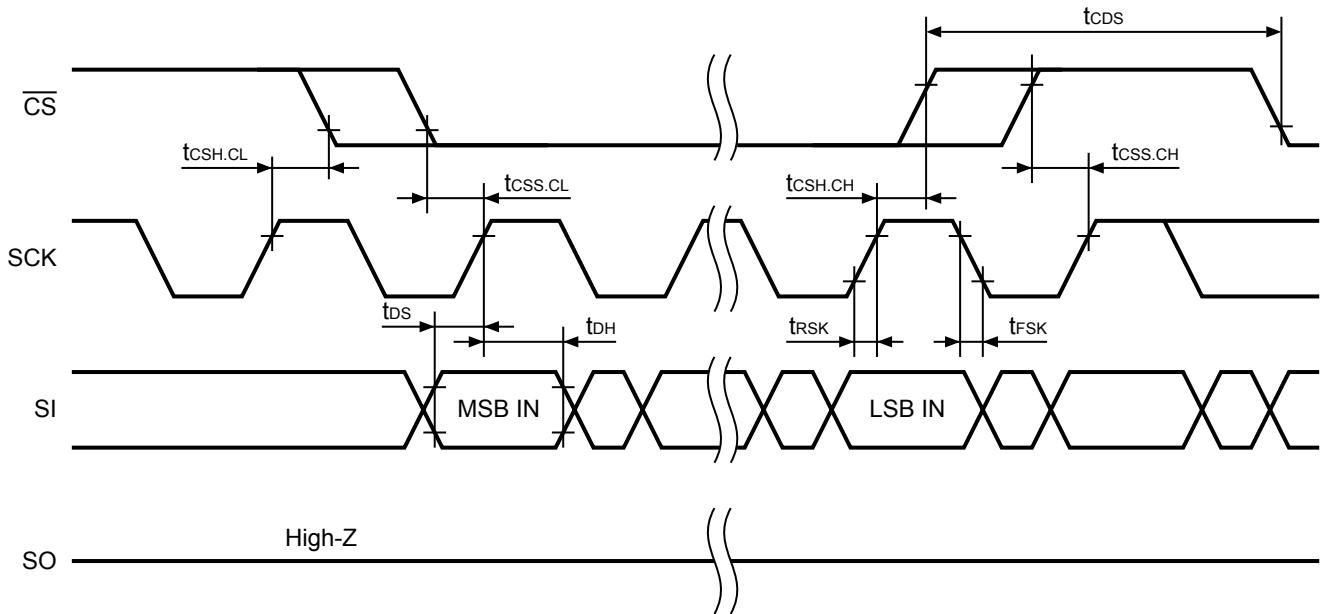 tCDS
CS
tCSH.CL
tCSS.CL
tCSH.CH
tCSS.CH
SCK
tDS
tDH
tRSK
tFSK
SI
MSB IN
LSB IN
High-Z
SO